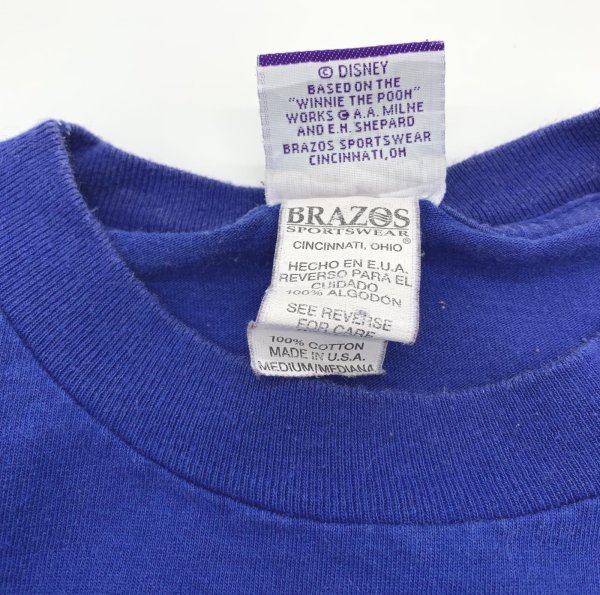 © DISNEY
BASED ON THE
"WINNIE THE POOH"
WORKS © A.A. MILNE
AND E.H. SHEPARD
BRAZOS SPORTSWEAR
CINCINNATI, OH
BRAZOS
SPORTSWEAR®
CINCINNATI, OHIO
HECHO EN E.U.A.
REVERSO PARA EL
CUIDADO
100% ALGODÓN
SEE REVERSE
FOR CARE
100% COTTON
MADE IN U.S.A.
MEDIUM/MEDIANA